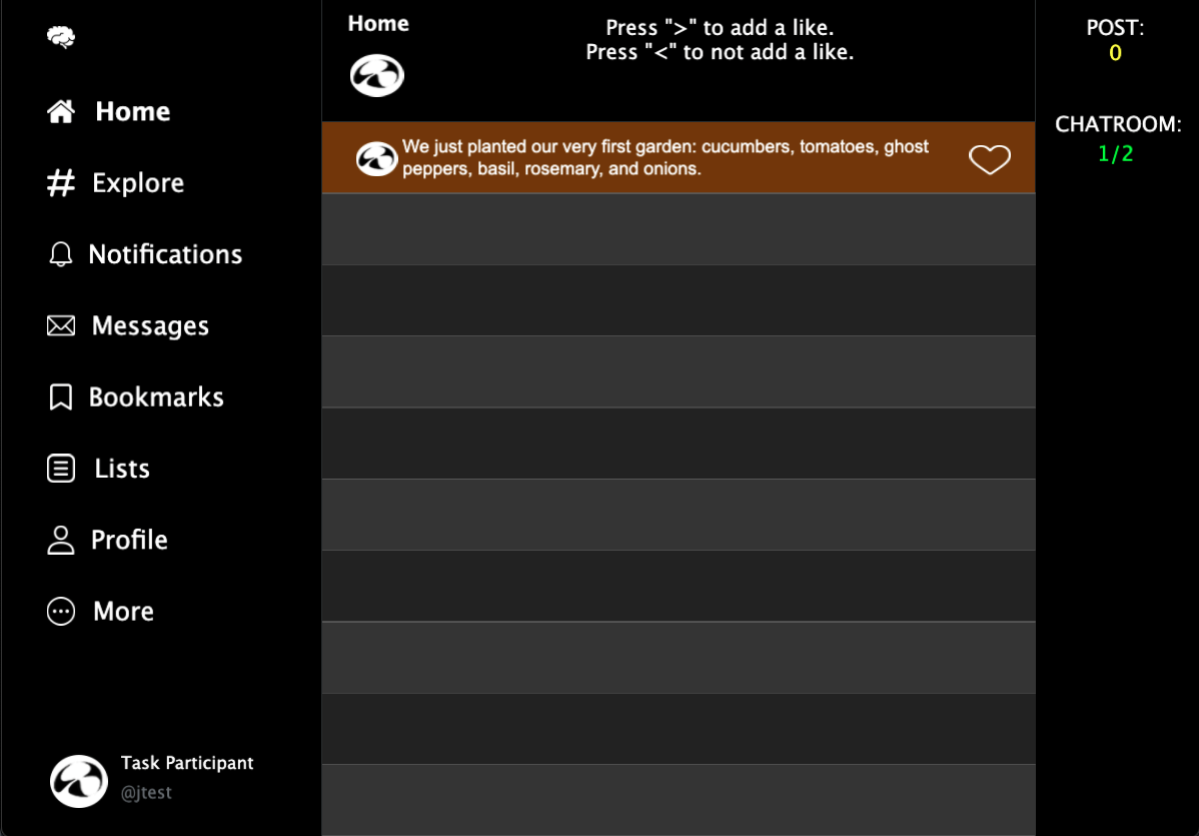 Home
Explore
Notifications
Messages
Bookmarks
Lists
Profile
More
Task Participant
@jtest
Home
Press ">" to add a like.
Press "<" to not add a like.
We just planted our very first garden: cucumbers, tomatoes, ghost
peppers, basil, rosemary, and onions.
POST:
0
CHATROOM:
1/2